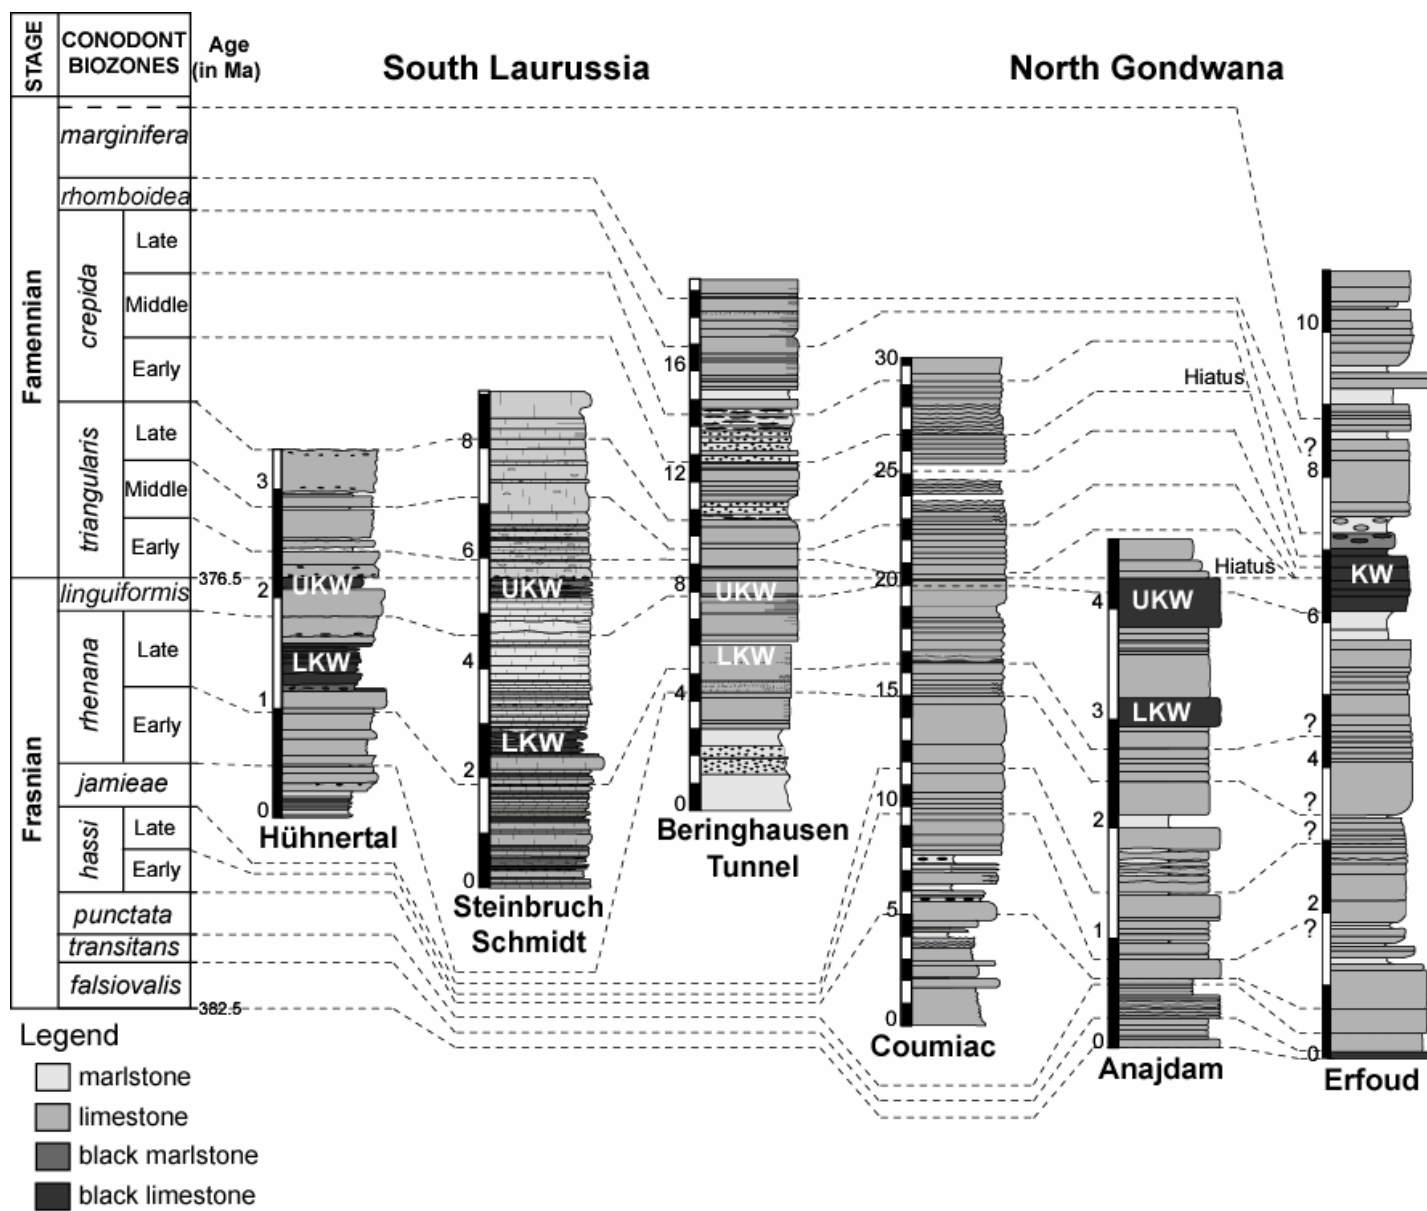 STAGE
CONODONT
BIOZONES
Age
(in Ma)
South Laurussia
North Gondwana
Famennian
marginifera
rhomboidea
crepida
Late
Middle
Early
triangularis
Late
Middle
Early
376.5
Frasnian
linguiformis
rhenana
Late
Early
jamieae
hassi
Late
Early
punctata
transitans
falsiovalis
382.5
3
2
1
0
UKW
LKW
Hühnertal
8
6
4
2
0
UKW
LKW
Steinbruch
Schmidt
16
12
8
4
0
UKW
LKW
Beringhausen
Tunnel
30
25
20
15
10
5
0
Coumiac
Hiatus
Hiatus
4
3
2
1
0
UKW
LKW
Anajdam
10
8
6
4
2
0
?
?
?
?
?
KW
Erfoud
Legend
marlstone
limestone
black marlstone
black limestone